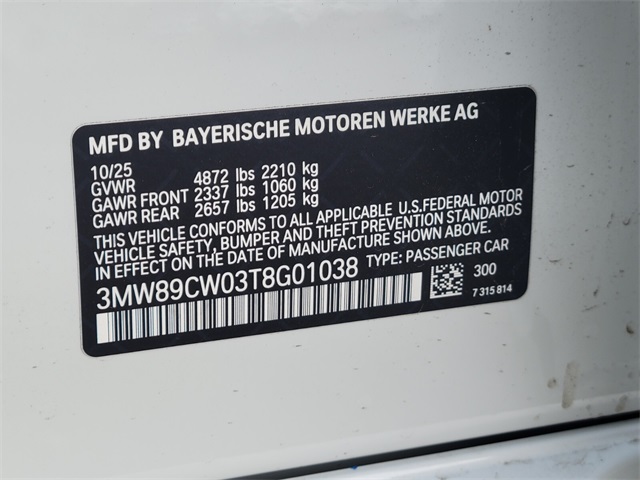 MFD BY BAYERISCHE MOTOREN WERKE AG
10/25
GVWR 4872 lbs 2210 kg
GAWR FRONT 2337 lbs 1060 kg
GAWR REAR 2657 lbs 1205 kg
THIS VEHICLE CONFORMS TO ALL APPLICABLE U.S.FEDERAL MOTOR
VEHICLE SAFETY, BUMPER AND THEFT PREVENTION STANDARDS
IN EFFECT ON THE DATE OF MANUFACTURE SHOWN ABOVE.
3MW89CW03T8G01038 TYPE: PASSENGER CAR
300
7 315 814